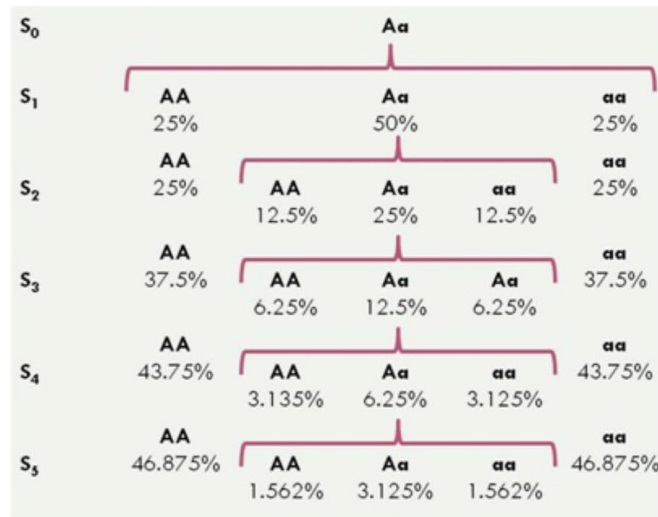 S₀ Aa
S₁ AA Aa aa
25% 50% 25%
AA aa
S₂ 25% AA Aa aa 25%
12.5% 25% 12.5%
AA aa
S₃ 37.5% AA Aa Aa 37.5%
6.25% 12.5% 6.25%
AA aa
S₄ 43.75% AA Aa aa 43.75%
3.135% 6.25% 3.125%
AA aa
S₅ 46.875% AA Aa aa 46.875%
1.562% 3.125% 1.562%